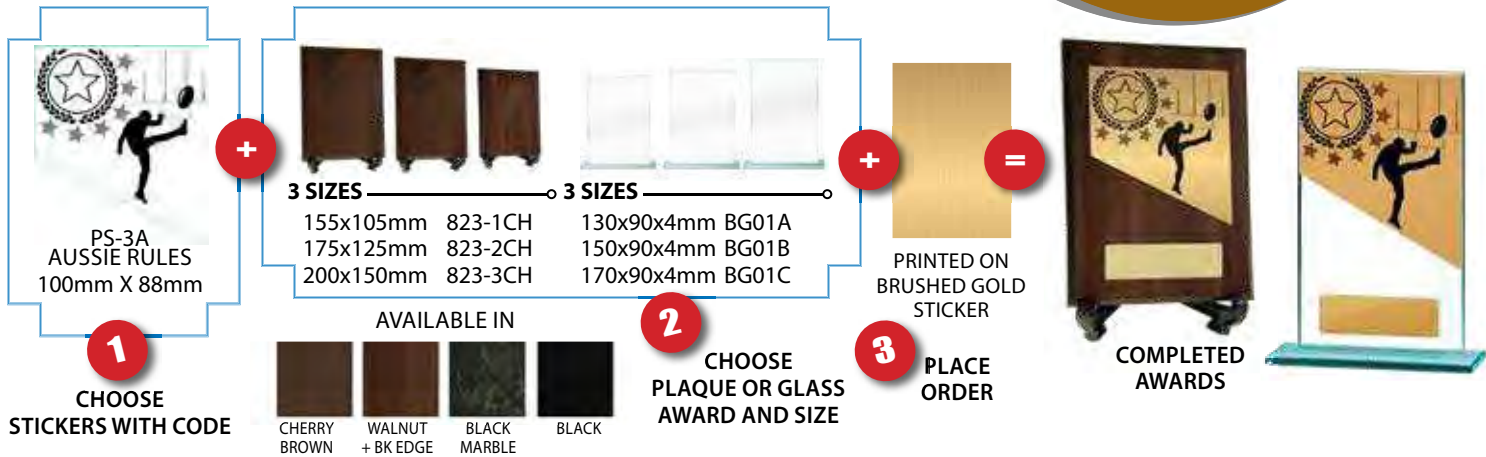 PS-3A
AUSSIE RULES
100mm X 88mm
1
CHOOSE
STICKERS WITH CODE
+
3 SIZES
155x105mm 823-1CH
175x125mm 823-2CH
200x150mm 823-3CH
3 SIZES
130x90x4mm BG01A
150x90x4mm BG01B
170x90x4mm BG01C
AVAILABLE IN
CHERRY
BROWN
WALNUT
+ BK EDGE
BLACK
MARBLE
BLACK
2
CHOOSE
PLAQUE OR GLASS
AWARD AND SIZE
+
PRINTED ON
BRUSHED GOLD
STICKER
3
PLACE
ORDER
=
COMPLETED
AWARDS